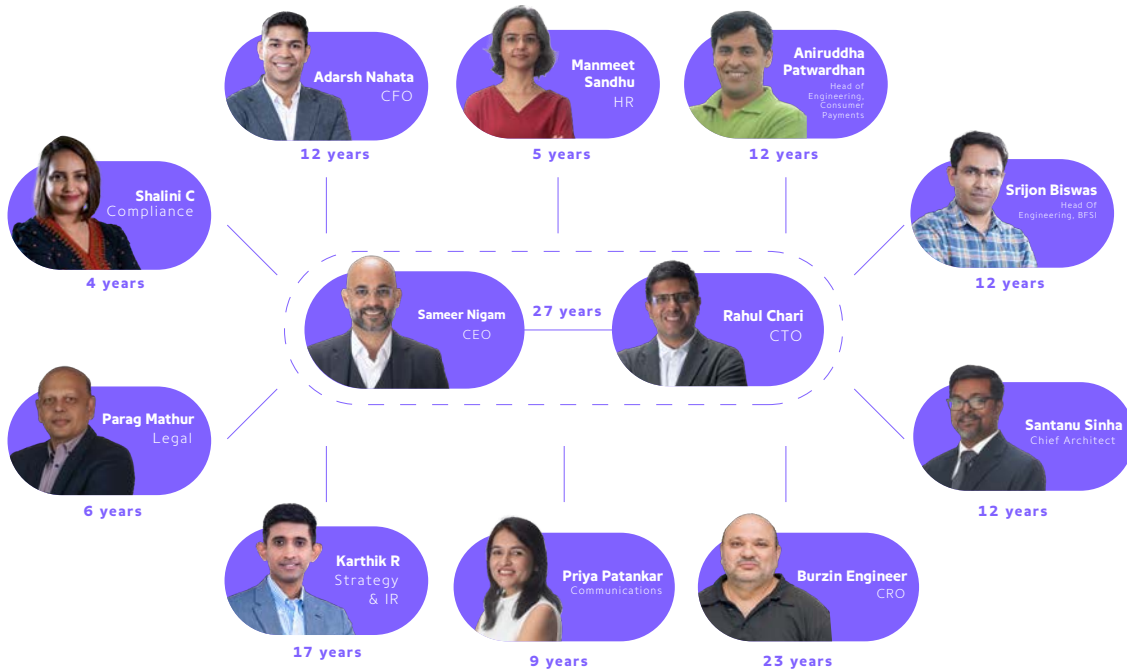 Adarsh Nahata
CFO
12 years
Manmeet
Sandhu
HR
5 years
Aniruddha
Patwardhan
Head of
Engineering,
Consumer
Payments
12 years
Shalini C
Compliance
4 years
Srijon Biswas
Head Of
Engineering, BFSI
12 years
Sameer Nigam
CEO
27 years
Rahul Chari
CTO
Parag Mathur
Legal
6 years
Santanu Sinha
Chief Architect
12 years
Karthik R
Strategy
& IR
17 years
Priya Patankar
Communications
9 years
Burzin Engineer
CRO
23 years